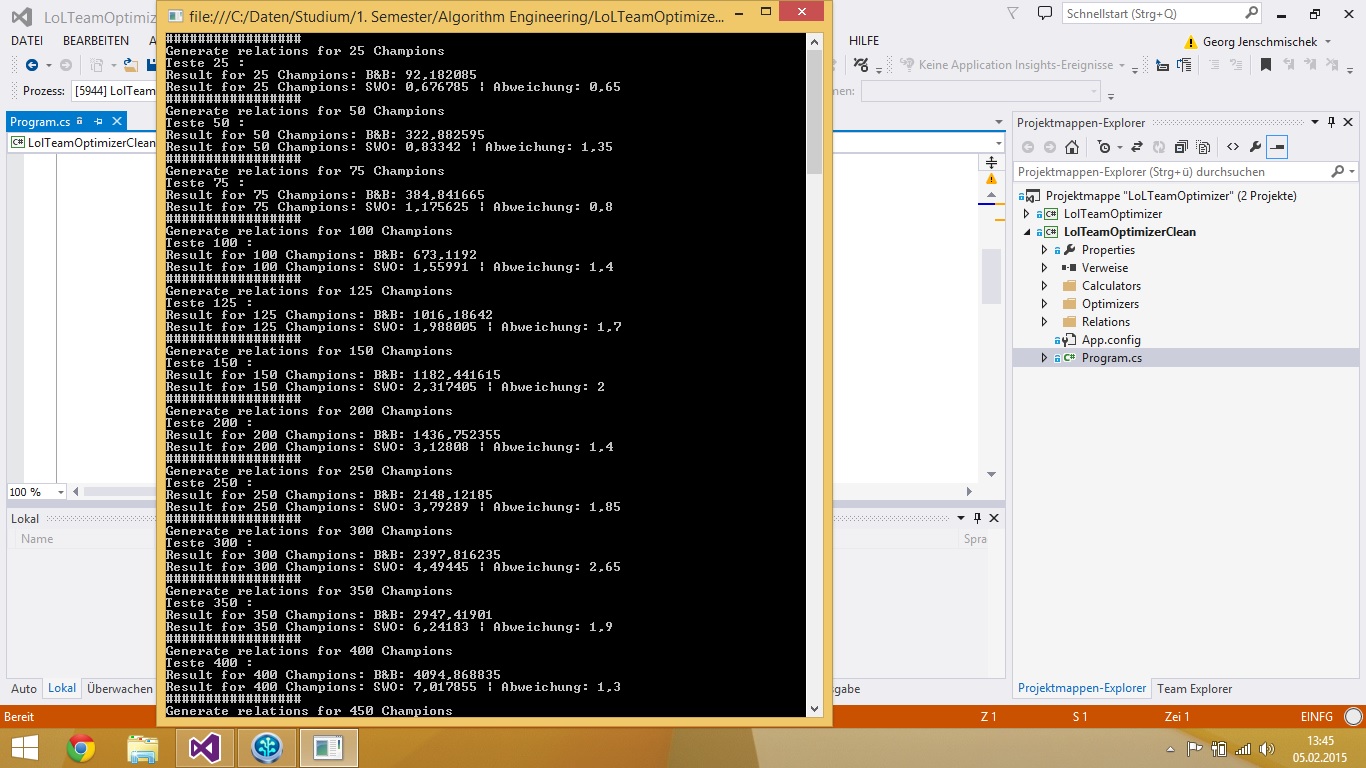 LoLTeamOptimize
file:///C:/Daten/Studium/1. Semester/Algorithm Engineering/LoLTeamOptimize...
Schnellstart (Strg+Q)
DATEI BEARBEITEN A
HILFE
Georg Jenschmischek
Keine Application Insights-Ereignisse
Prozess: [5944] LolTeam
nen:
Program.cs
LolTeamOptimizerClean
#################
Generate relations for 25 Champions
Teste 25 :
Result for 25 Champions: B&B: 92,182085
Result for 25 Champions: SWO: 0,676785 ¦ Abweichung: 0,65
#################
Generate relations for 50 Champions
Teste 50 :
Result for 50 Champions: B&B: 322,882595
Result for 50 Champions: SWO: 0,83342 ¦ Abweichung: 1,35
#################
Generate relations for 75 Champions
Teste 75 :
Result for 75 Champions: B&B: 384,841665
Result for 75 Champions: SWO: 1,175625 ¦ Abweichung: 0,8
#################
Generate relations for 100 Champions
Teste 100 :
Result for 100 Champions: B&B: 673,1192
Result for 100 Champions: SWO: 1,55991 ¦ Abweichung: 1,4
#################
Generate relations for 125 Champions
Teste 125 :
Result for 125 Champions: B&B: 1016,18642
Result for 125 Champions: SWO: 1,988005 ¦ Abweichung: 1,7
#################
Generate relations for 150 Champions
Teste 150 :
Result for 150 Champions: B&B: 1182,441615
Result for 150 Champions: SWO: 2,317405 ¦ Abweichung: 2
#################
Generate relations for 200 Champions
Teste 200 :
Result for 200 Champions: B&B: 1436,752355
Result for 200 Champions: SWO: 3,12808 ¦ Abweichung: 1,4
#################
Generate relations for 250 Champions
Teste 250 :
Result for 250 Champions: B&B: 2148,12185
Result for 250 Champions: SWO: 3,79289 ¦ Abweichung: 1,85
#################
Generate relations for 300 Champions
Teste 300 :
Result for 300 Champions: B&B: 2397,816235
Result for 300 Champions: SWO: 4,49445 ¦ Abweichung: 2,65
#################
Generate relations for 350 Champions
Teste 350 :
Result for 350 Champions: B&B: 2947,41901
Result for 350 Champions: SWO: 6,24183 ¦ Abweichung: 1,9
#################
Generate relations for 400 Champions
Teste 400 :
Result for 400 Champions: B&B: 4094,868835
Result for 400 Champions: SWO: 7,017855 ¦ Abweichung: 1,3
#################
Generate relations for 450 Champions
Projektmappen-Explorer
Projektmappen-Explorer (Strg+ü) durchsuchen
Projektmappe "LoLTeamOptimizer" (2 Projekte)
C# LolTeamOptimizer
C# LolTeamOptimizerClean
Properties
Verweise
Calculators
Optimizers
Relations
App.config
C# Program.cs
100 %
Lokal
Name
Spra
Auto Lokal Überwachen
gabe
Projektmappen-Explorer Team Explorer
Bereit Z 1 S 1 Zei 1 EINFG
13:45
05.02.2015